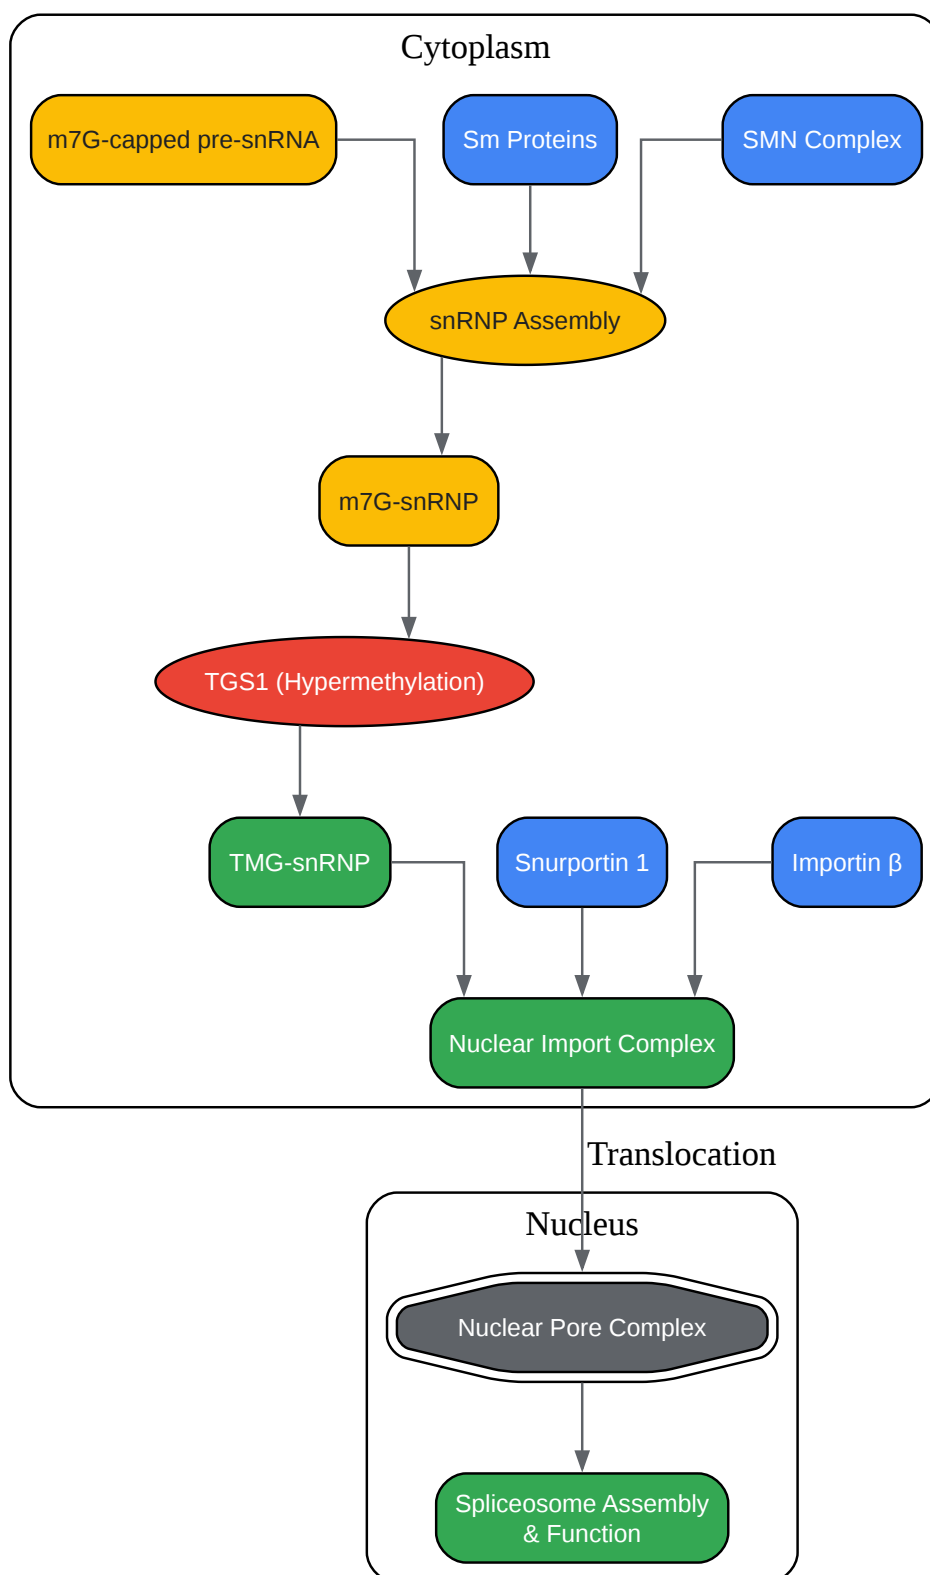 Cytoplasm
m7G-capped pre-snRNA
Sm Proteins
SMN Complex
snRNP Assembly
m7G-snRNP
TGS1 (Hypermethylation)
TMG-snRNP
Snurportin 1
Importin β
Nuclear Import Complex
Translocation
Nucleus
Nuclear Pore Complex
Spliceosome Assembly
& Function